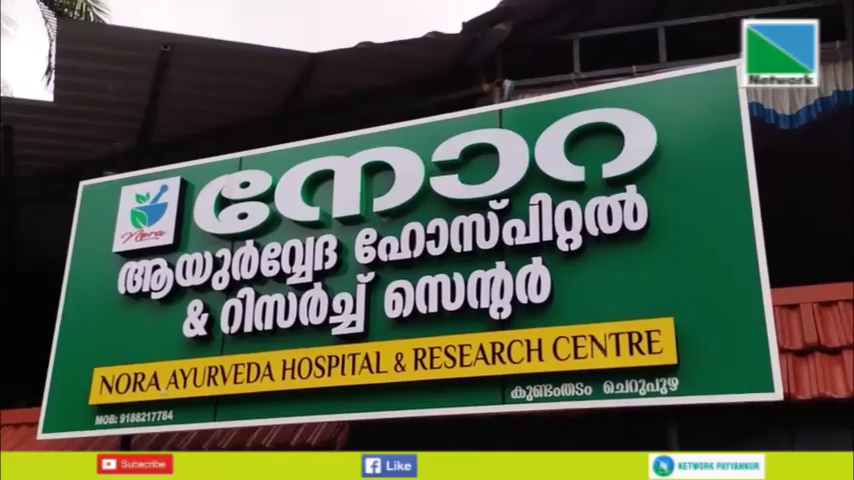 Network
നോറ
Nora
ആയുർവ്വേദ ഹോസ്പിറ്റൽ
& റിസർച്ച് സെന്റർ
NORA AYURVEDA HOSPITAL & RESEARCH CENTRE
MOB: 9188217784
കുണ്ടംതടം ചെറുപുഴ
Subscribe
Like
NETWORK PAYYANNUR